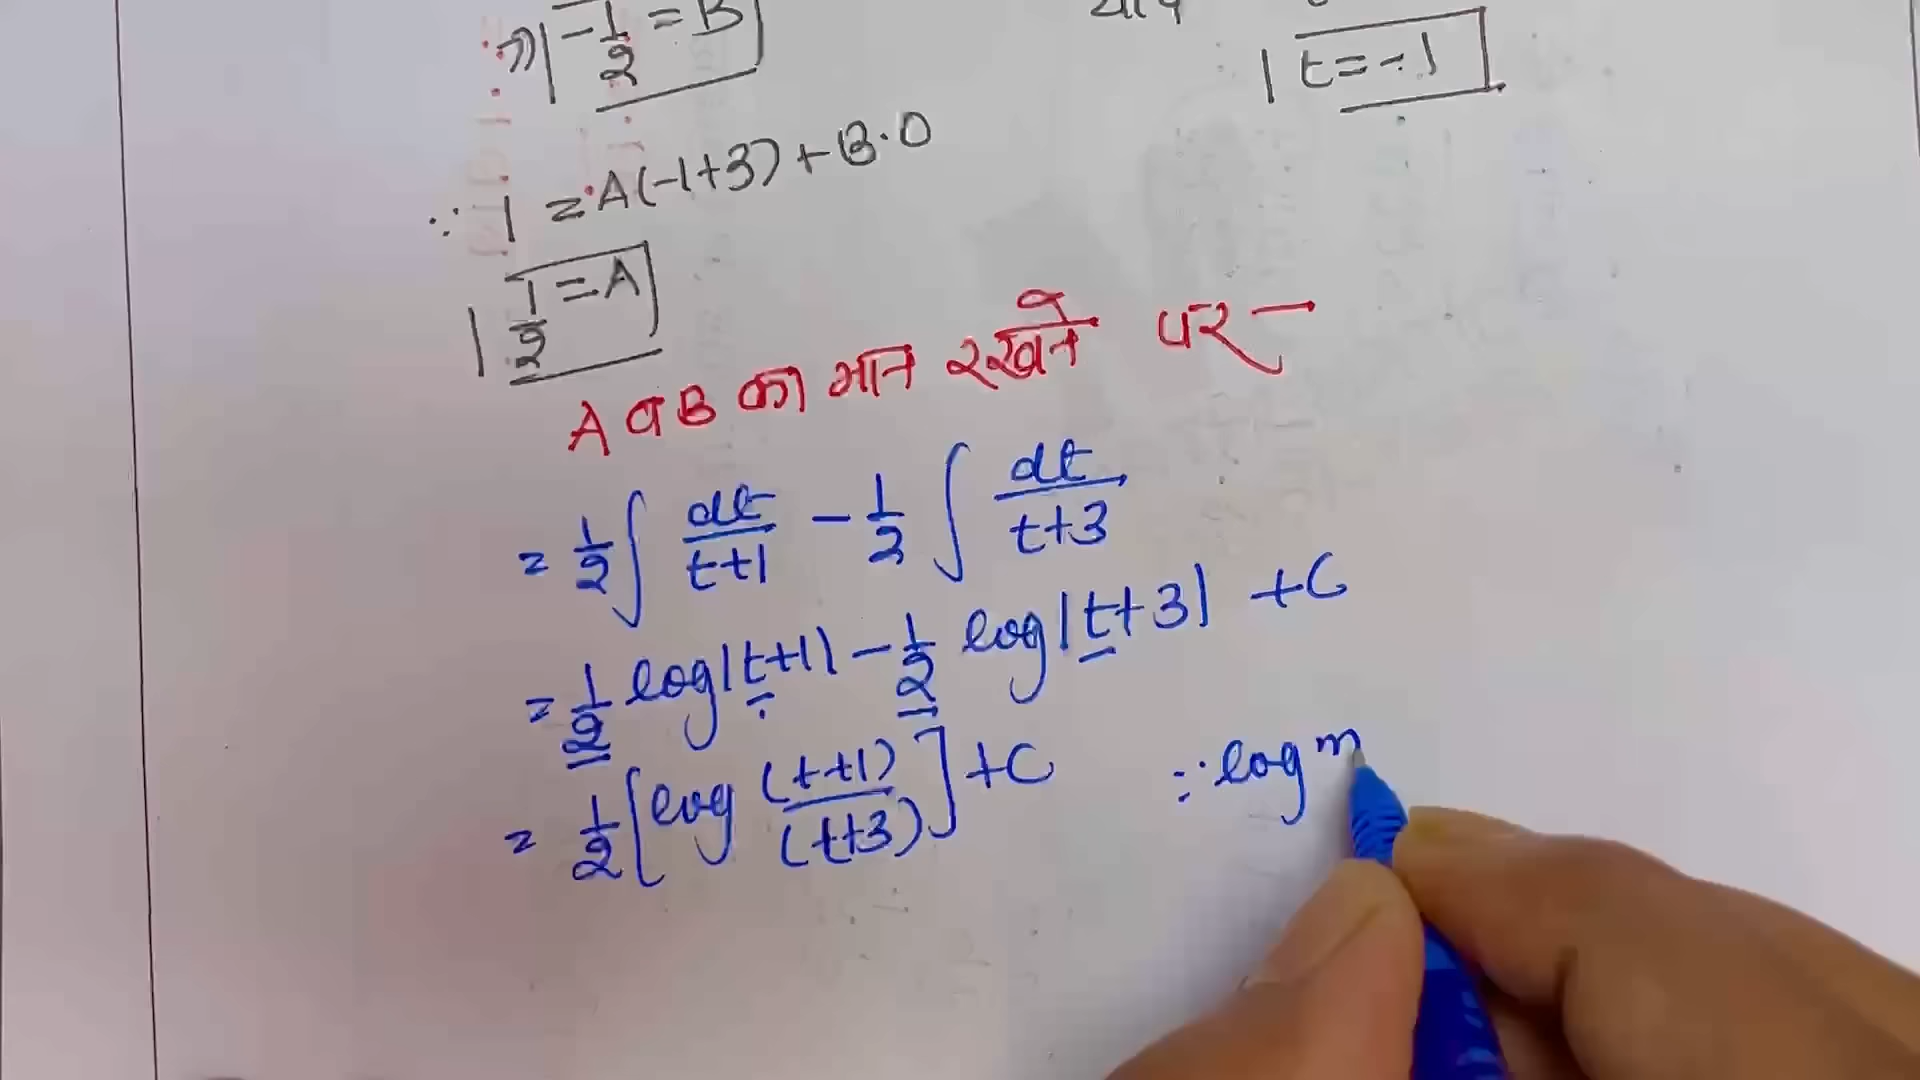 ⇒ -1/2 = B
t = -1
∵ 1 = A(-1+3) + B·0
1/2 = A
A व B का मान रखने पर —
= 1/2 ∫ dt/(t+1) - 1/2 ∫ dt/(t+3)
= 1/2 log|t+1| - 1/2 log|t+3| + C
= 1/2 [log (t+1)/(t+3)] + C ∵ log m